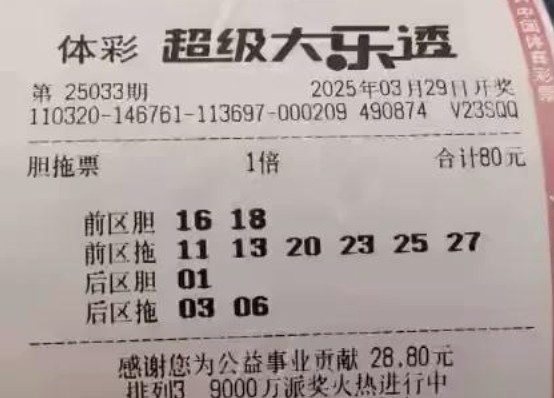 体彩 超级大乐透
第 25033期 2025年03月29日开奖
110320-146761-113697-000209 490874 V23SQQ
胆拖票 1倍 合计80元
前区胆 16 18
前区拖 11 13 20 23 25 27
后区胆 01
后区拖 03 06
感谢您为公益事业贡献 28.80元
排列3 9000万派奖火热进行中
中国体育彩票